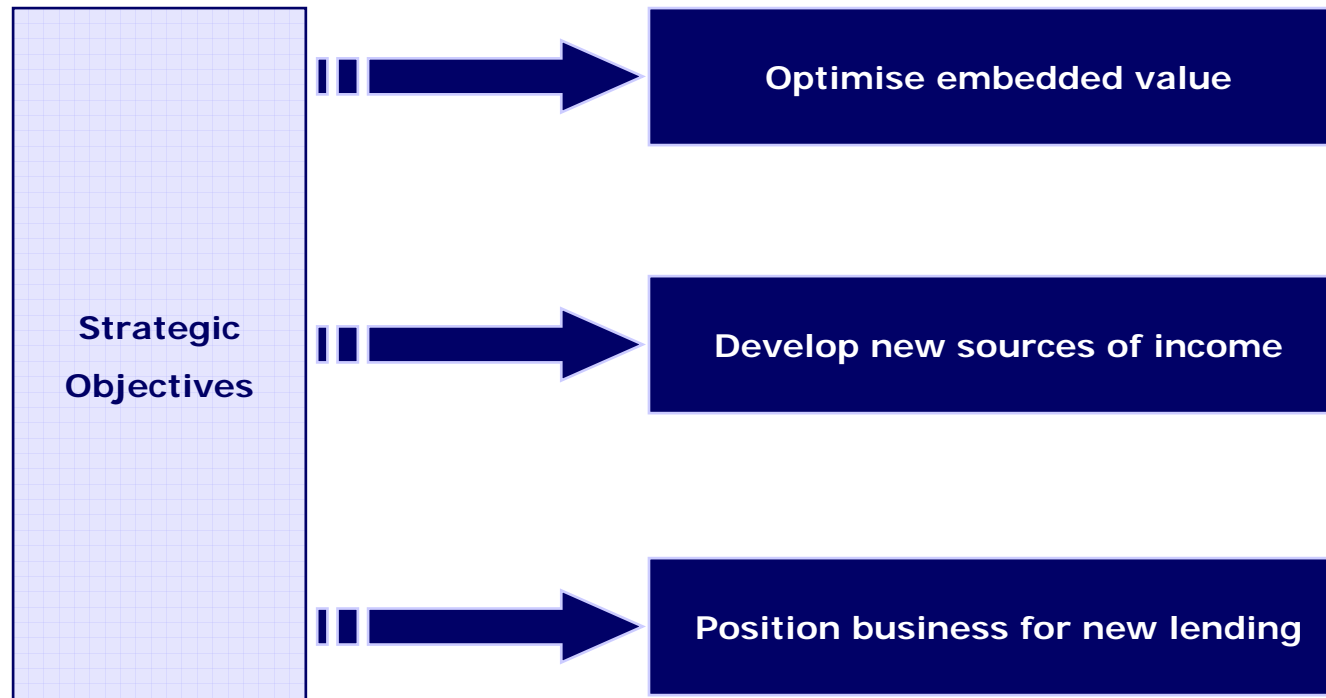 Strategic
Objectives
Optimise embedded value
Develop new sources of income
Position business for new lending